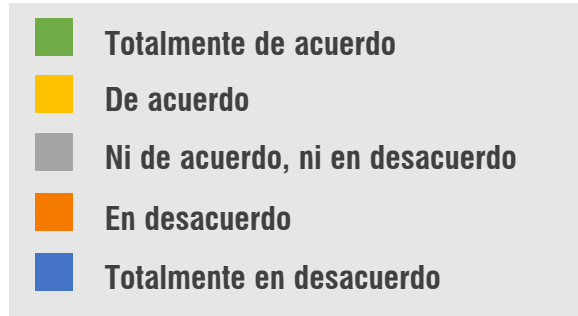 Totalmente de acuerdo
De acuerdo
Ni de acuerdo, ni en desacuerdo
En desacuerdo
Totalmente en desacuerdo